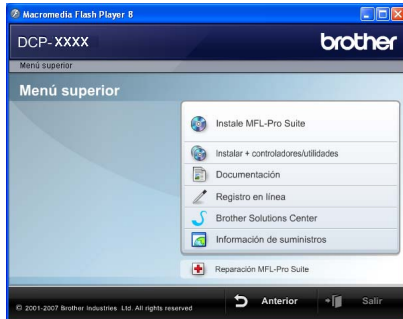 Macromedia Flash Player 8
DCP-XXXX
brother
Menú superior
Menú superior
Instale MFL-Pro Suite
Instalar + controladores/utilidades
Documentación
Registro en línea
Brother Solutions Center
Información de suministros
Reparación MFL-Pro Suite
© 2001-2007 Brother Industries Ltd. All rights reserved
Anterior
Salir